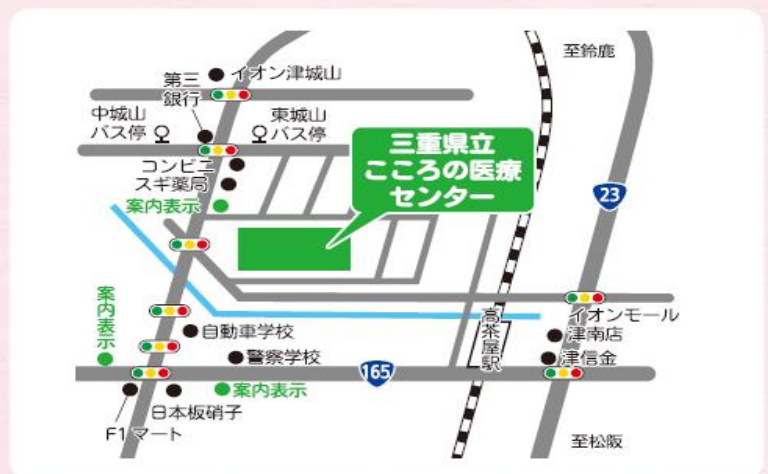 至鈴鹿
第三
銀行
イオン津城山
中城山
バス停
東城山
バス停
三重県立
こころの医療
センター
コンビニ
スギ薬局
案内表示
23
案内表示
高茶屋駅
イオンモール
津南店
自動車学校
津信金
警察学校
165
案内表示
日本板硝子
F1マート
至松阪